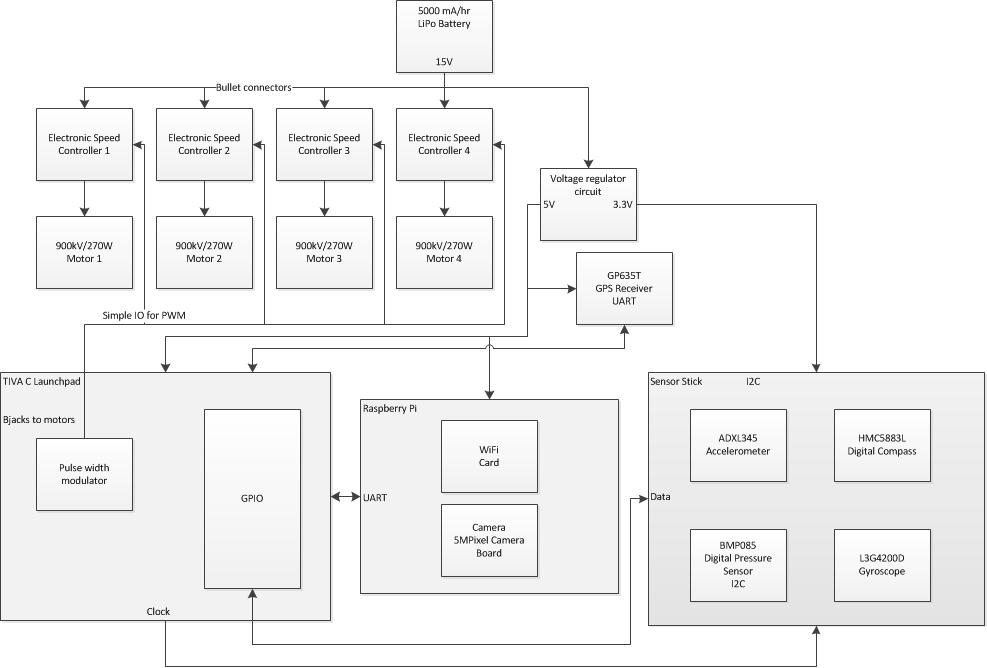 5000 mA/hr
LiPo Battery
15V
Bullet connectors
Electronic Speed
Controller 1
Electronic Speed
Controller 2
Electronic Speed
Controller 3
Electronic Speed
Controller 4
Voltage regulator
circuit
5V
3.3V
900kV/270W
Motor 1
900kV/270W
Motor 2
900kV/270W
Motor 3
900kV/270W
Motor 4
GP635T
GPS Receiver
UART
Simple IO for PWM
TIVA C Launchpad
Bjacks to motors
Pulse width
modulator
GPIO
Clock
Raspberry Pi
WiFi
Card
UART
Camera
5MPixel Camera
Board
Sensor Stick
I2C
ADXL345
Accelerometer
HMC5883L
Digital Compass
Data
BMP085
Digital Pressure
Sensor
I2C
L3G4200D
Gyroscope